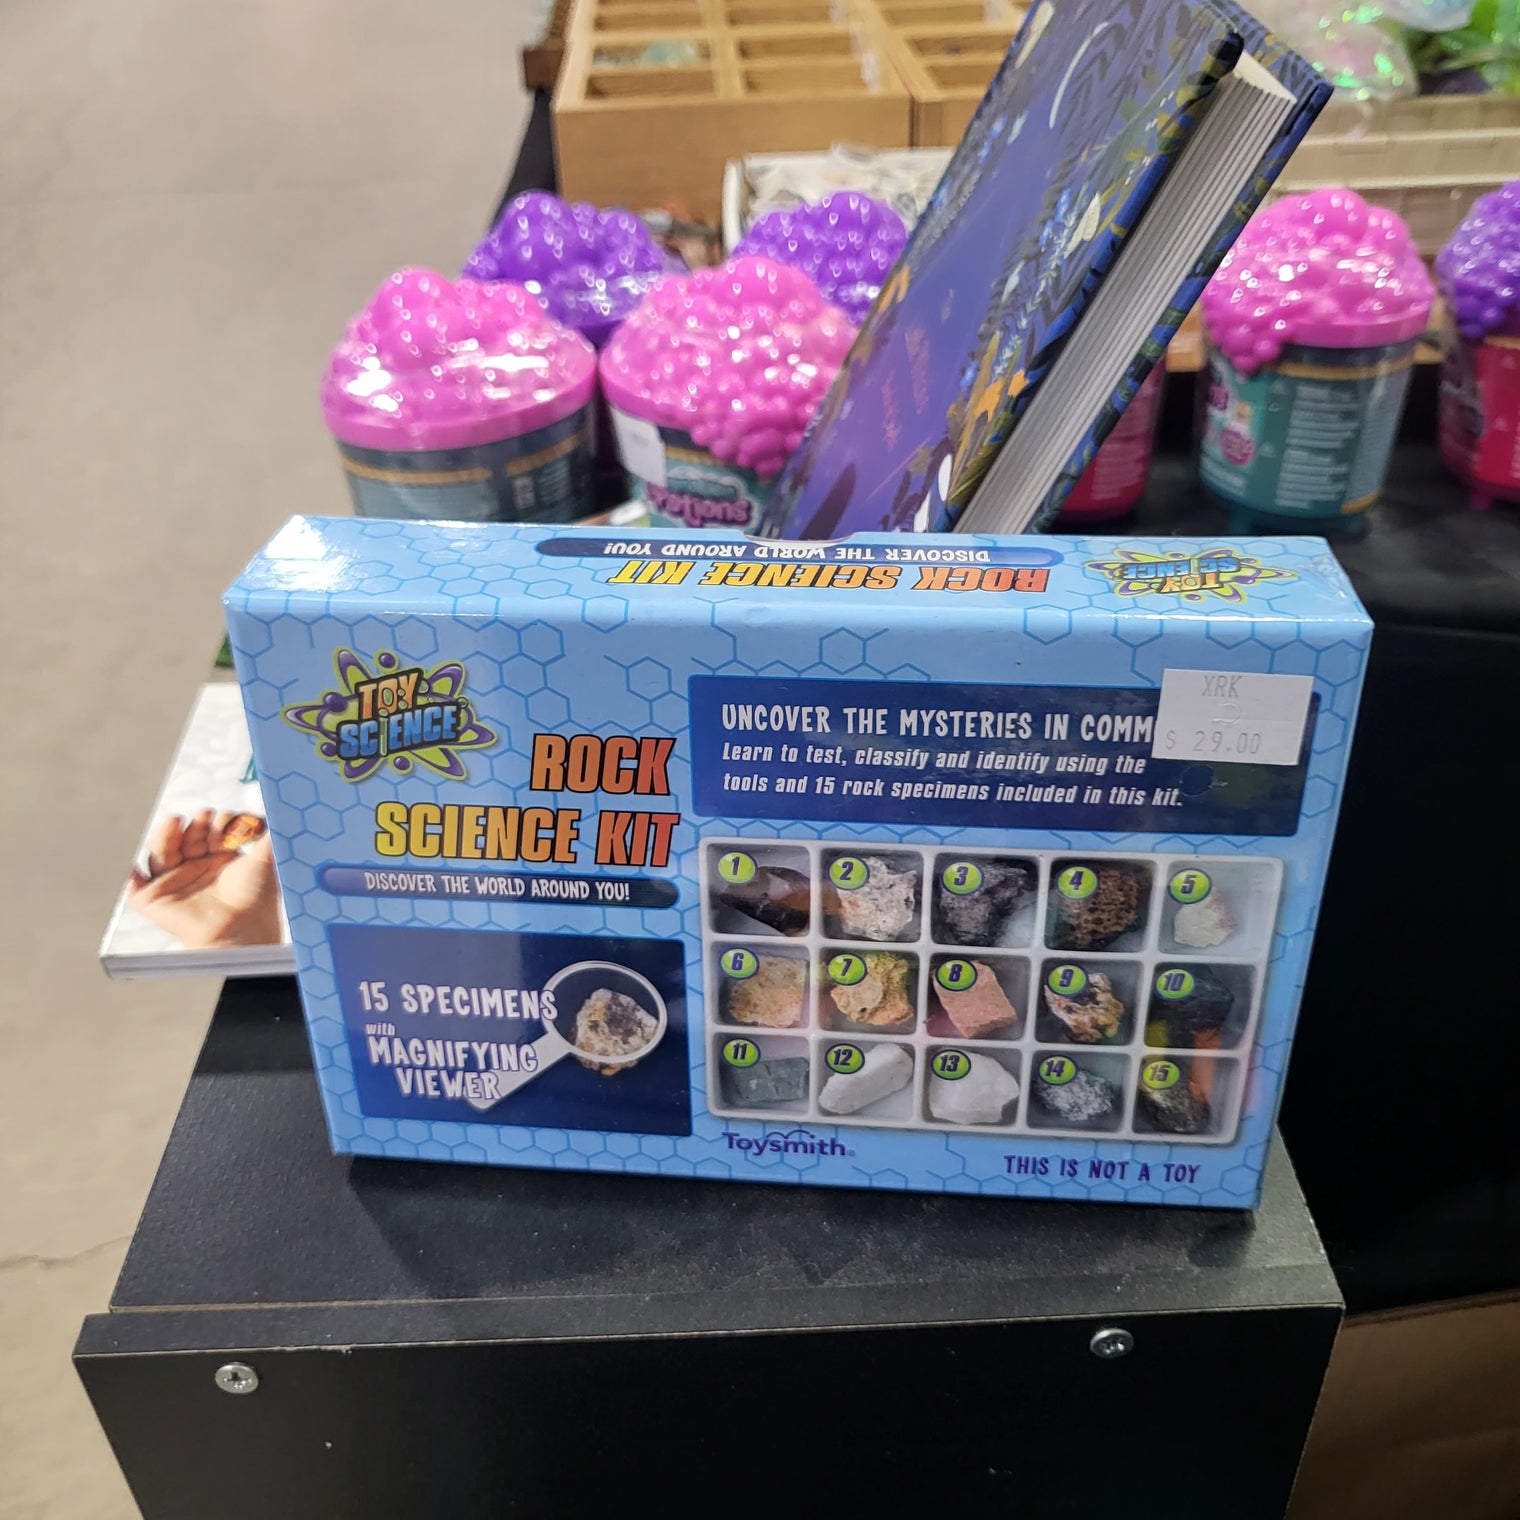 DISCOVER THE WORLD AROUND YOU!
ROCK SCIENCE KIT
TOY
SCIENCE
TOY
SCIENCE
ROCK
SCIENCE KIT
DISCOVER THE WORLD AROUND YOU!
UNCOVER THE MYSTERIES IN COMM
Learn to test, classify and identify using the
tools and 15 rock specimens included in this kit.
XRK
$ 29.00
15 SPECIMENS
with
MAGNIFYING
VIEWER
1 2 3 4 5
6 7 8 9 10
11 12 13 14 15
Toysmith®
THIS IS NOT A TOY